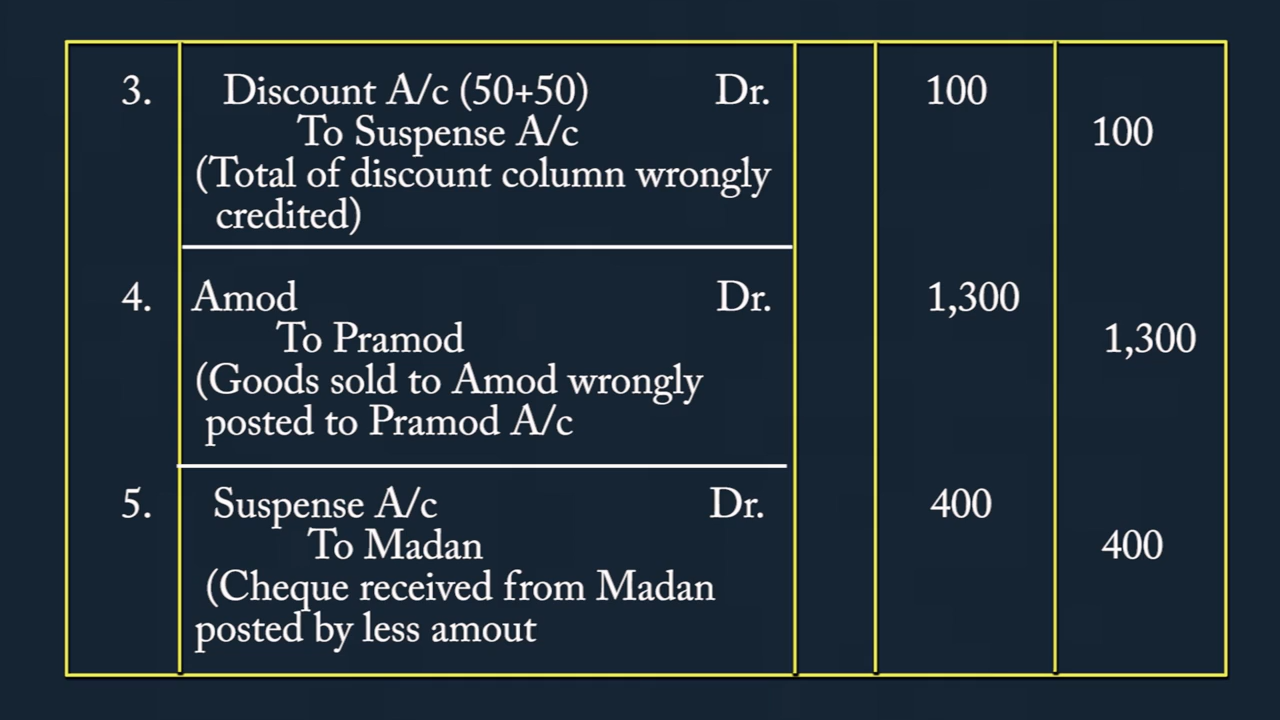 3. Discount A/c (50+50) Dr. 100
To Suspense A/c 100
(Total of discount column wrongly
credited)
4. Amod Dr. 1,300
To Pramod 1,300
(Goods sold to Amod wrongly
posted to Pramod A/c
5. Suspense A/c Dr. 400
To Madan 400
(Cheque received from Madan
posted by less amout